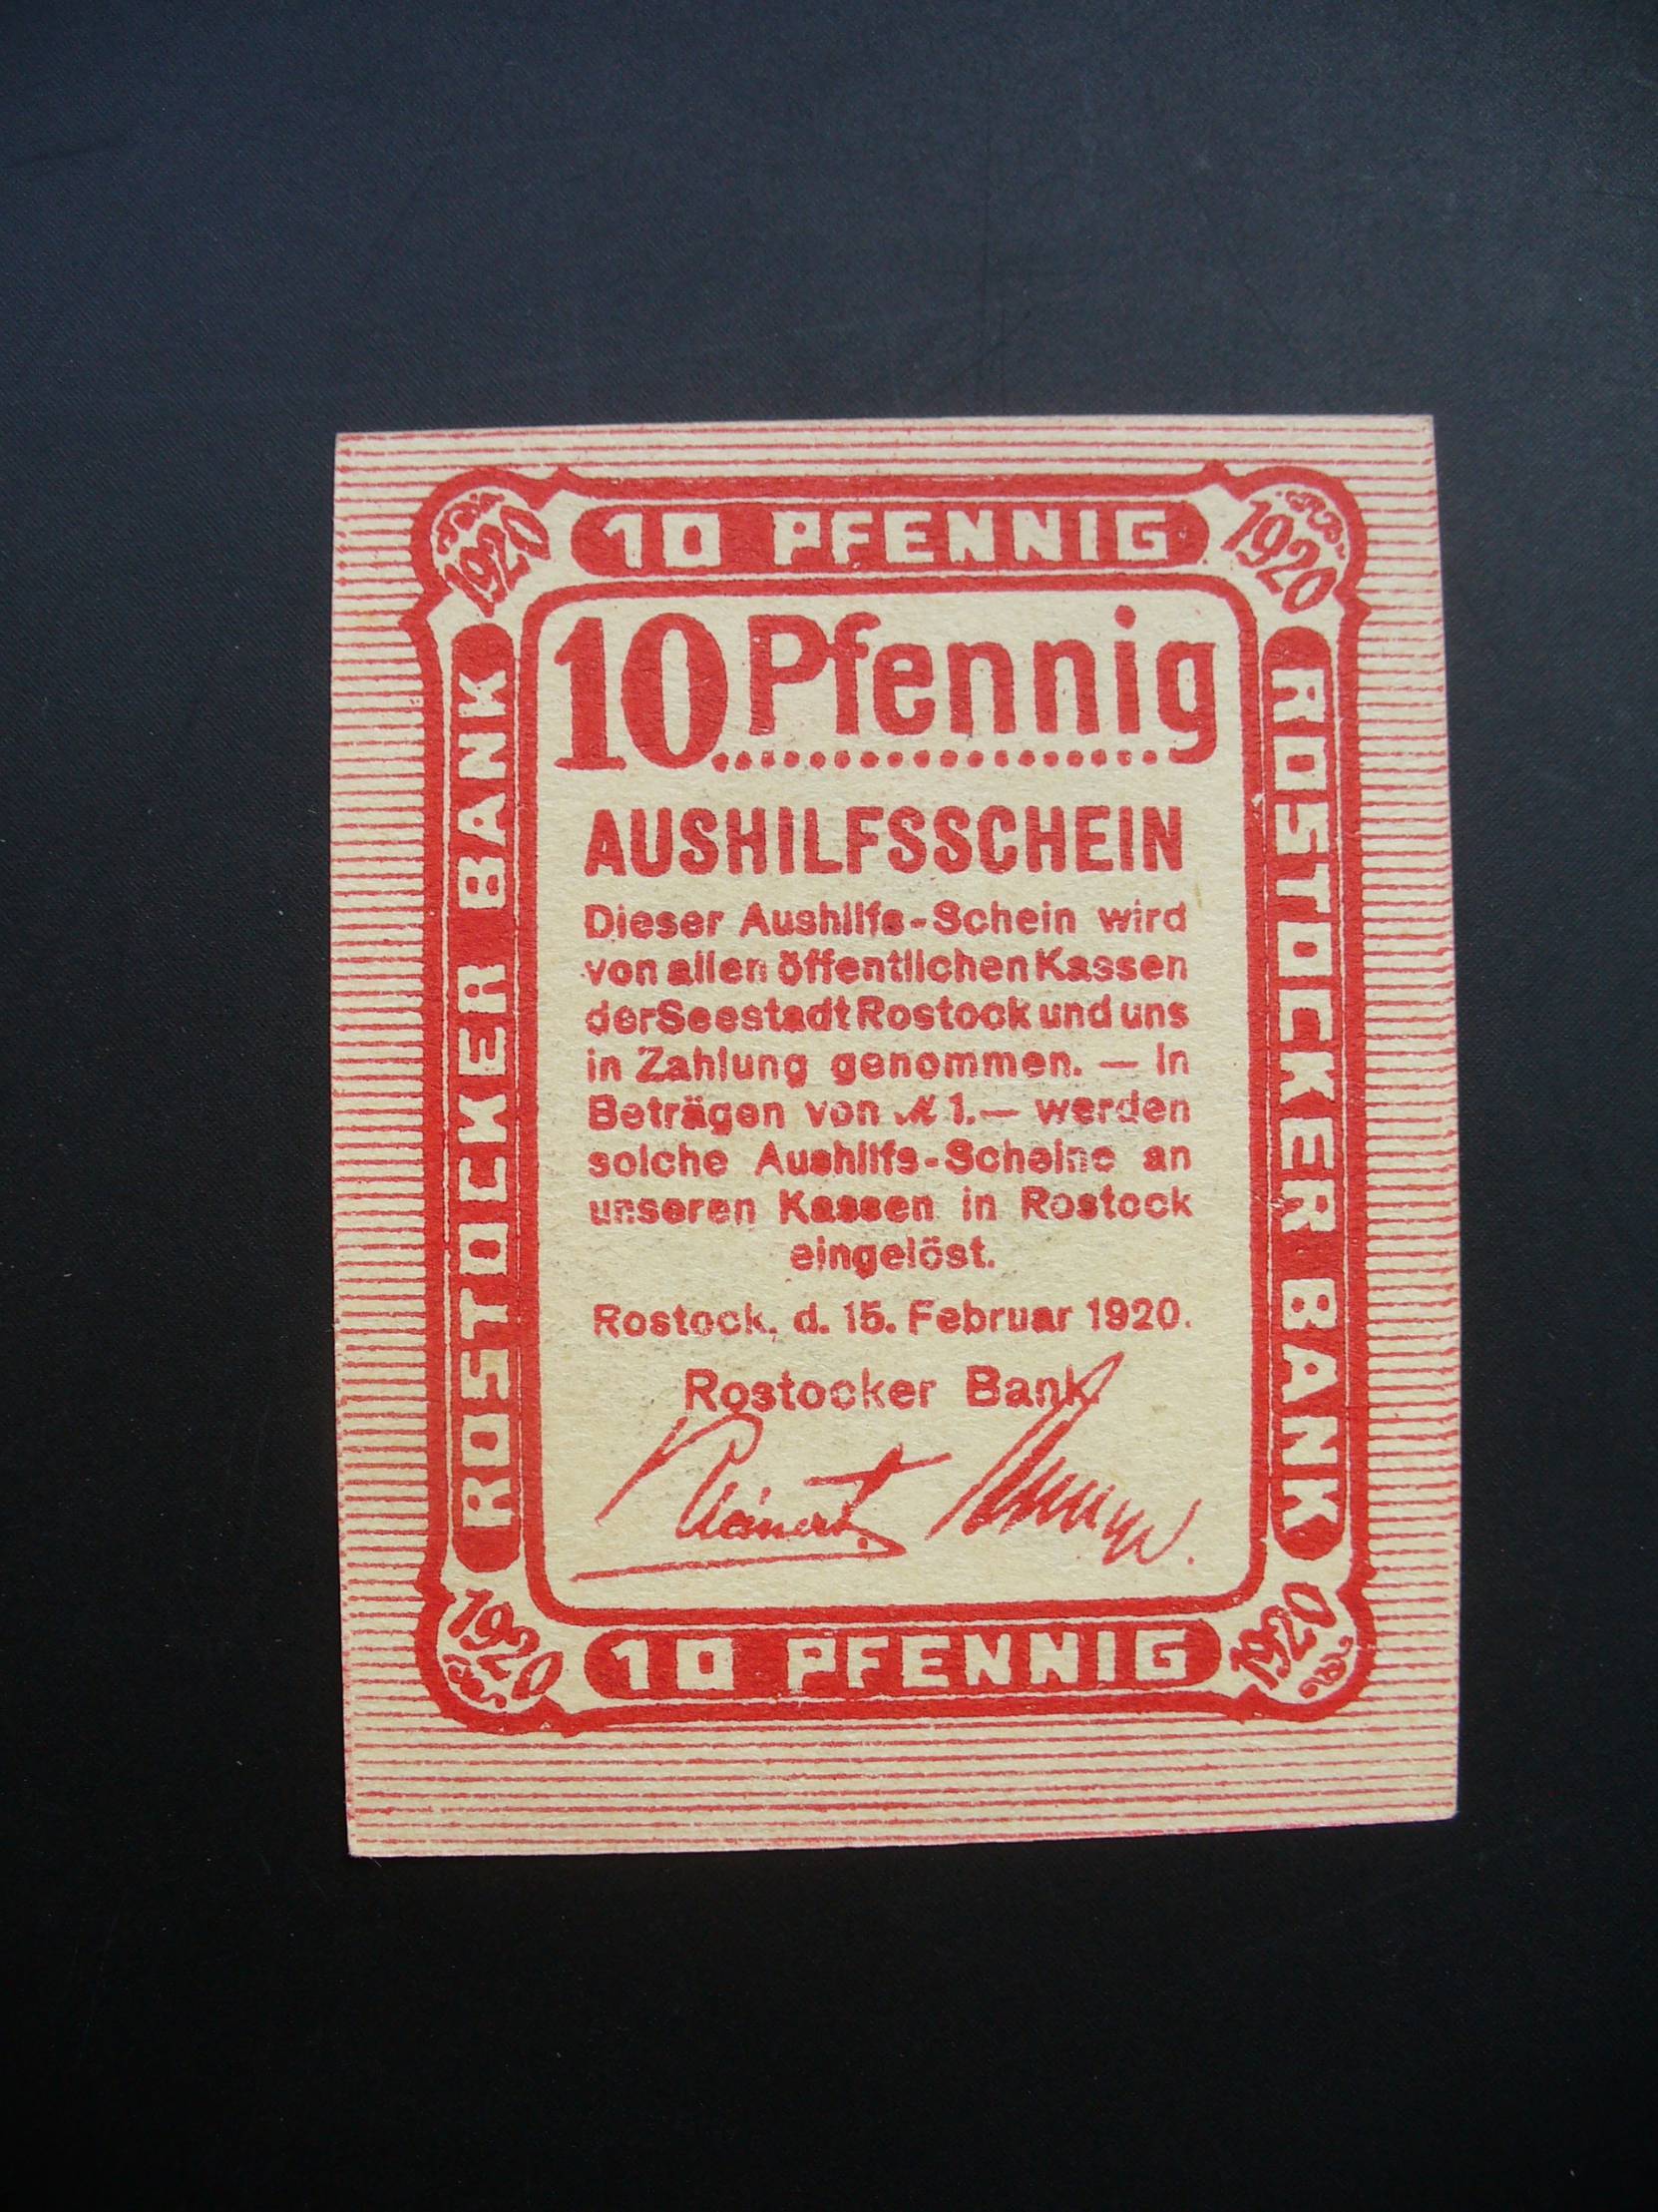 1920
10 PFENNIG
1920
ROSTOCKER BANK
10 Pfennig
AUSHILFSSCHEIN
Dieser Aushilfs-Schein wird
von allen öffentlichen Kassen
der Seestadt Rostock und uns
in Zahlung genommen. — In
Beträgen von ℳ 1.— werden
solche Aushilfs-Scheine an
unseren Kassen in Rostock
eingelöst.
Rostock, d. 15. Februar 1920.
Rostocker Bank
ROSTOCKER BANK
1920
10 PFENNIG
1920